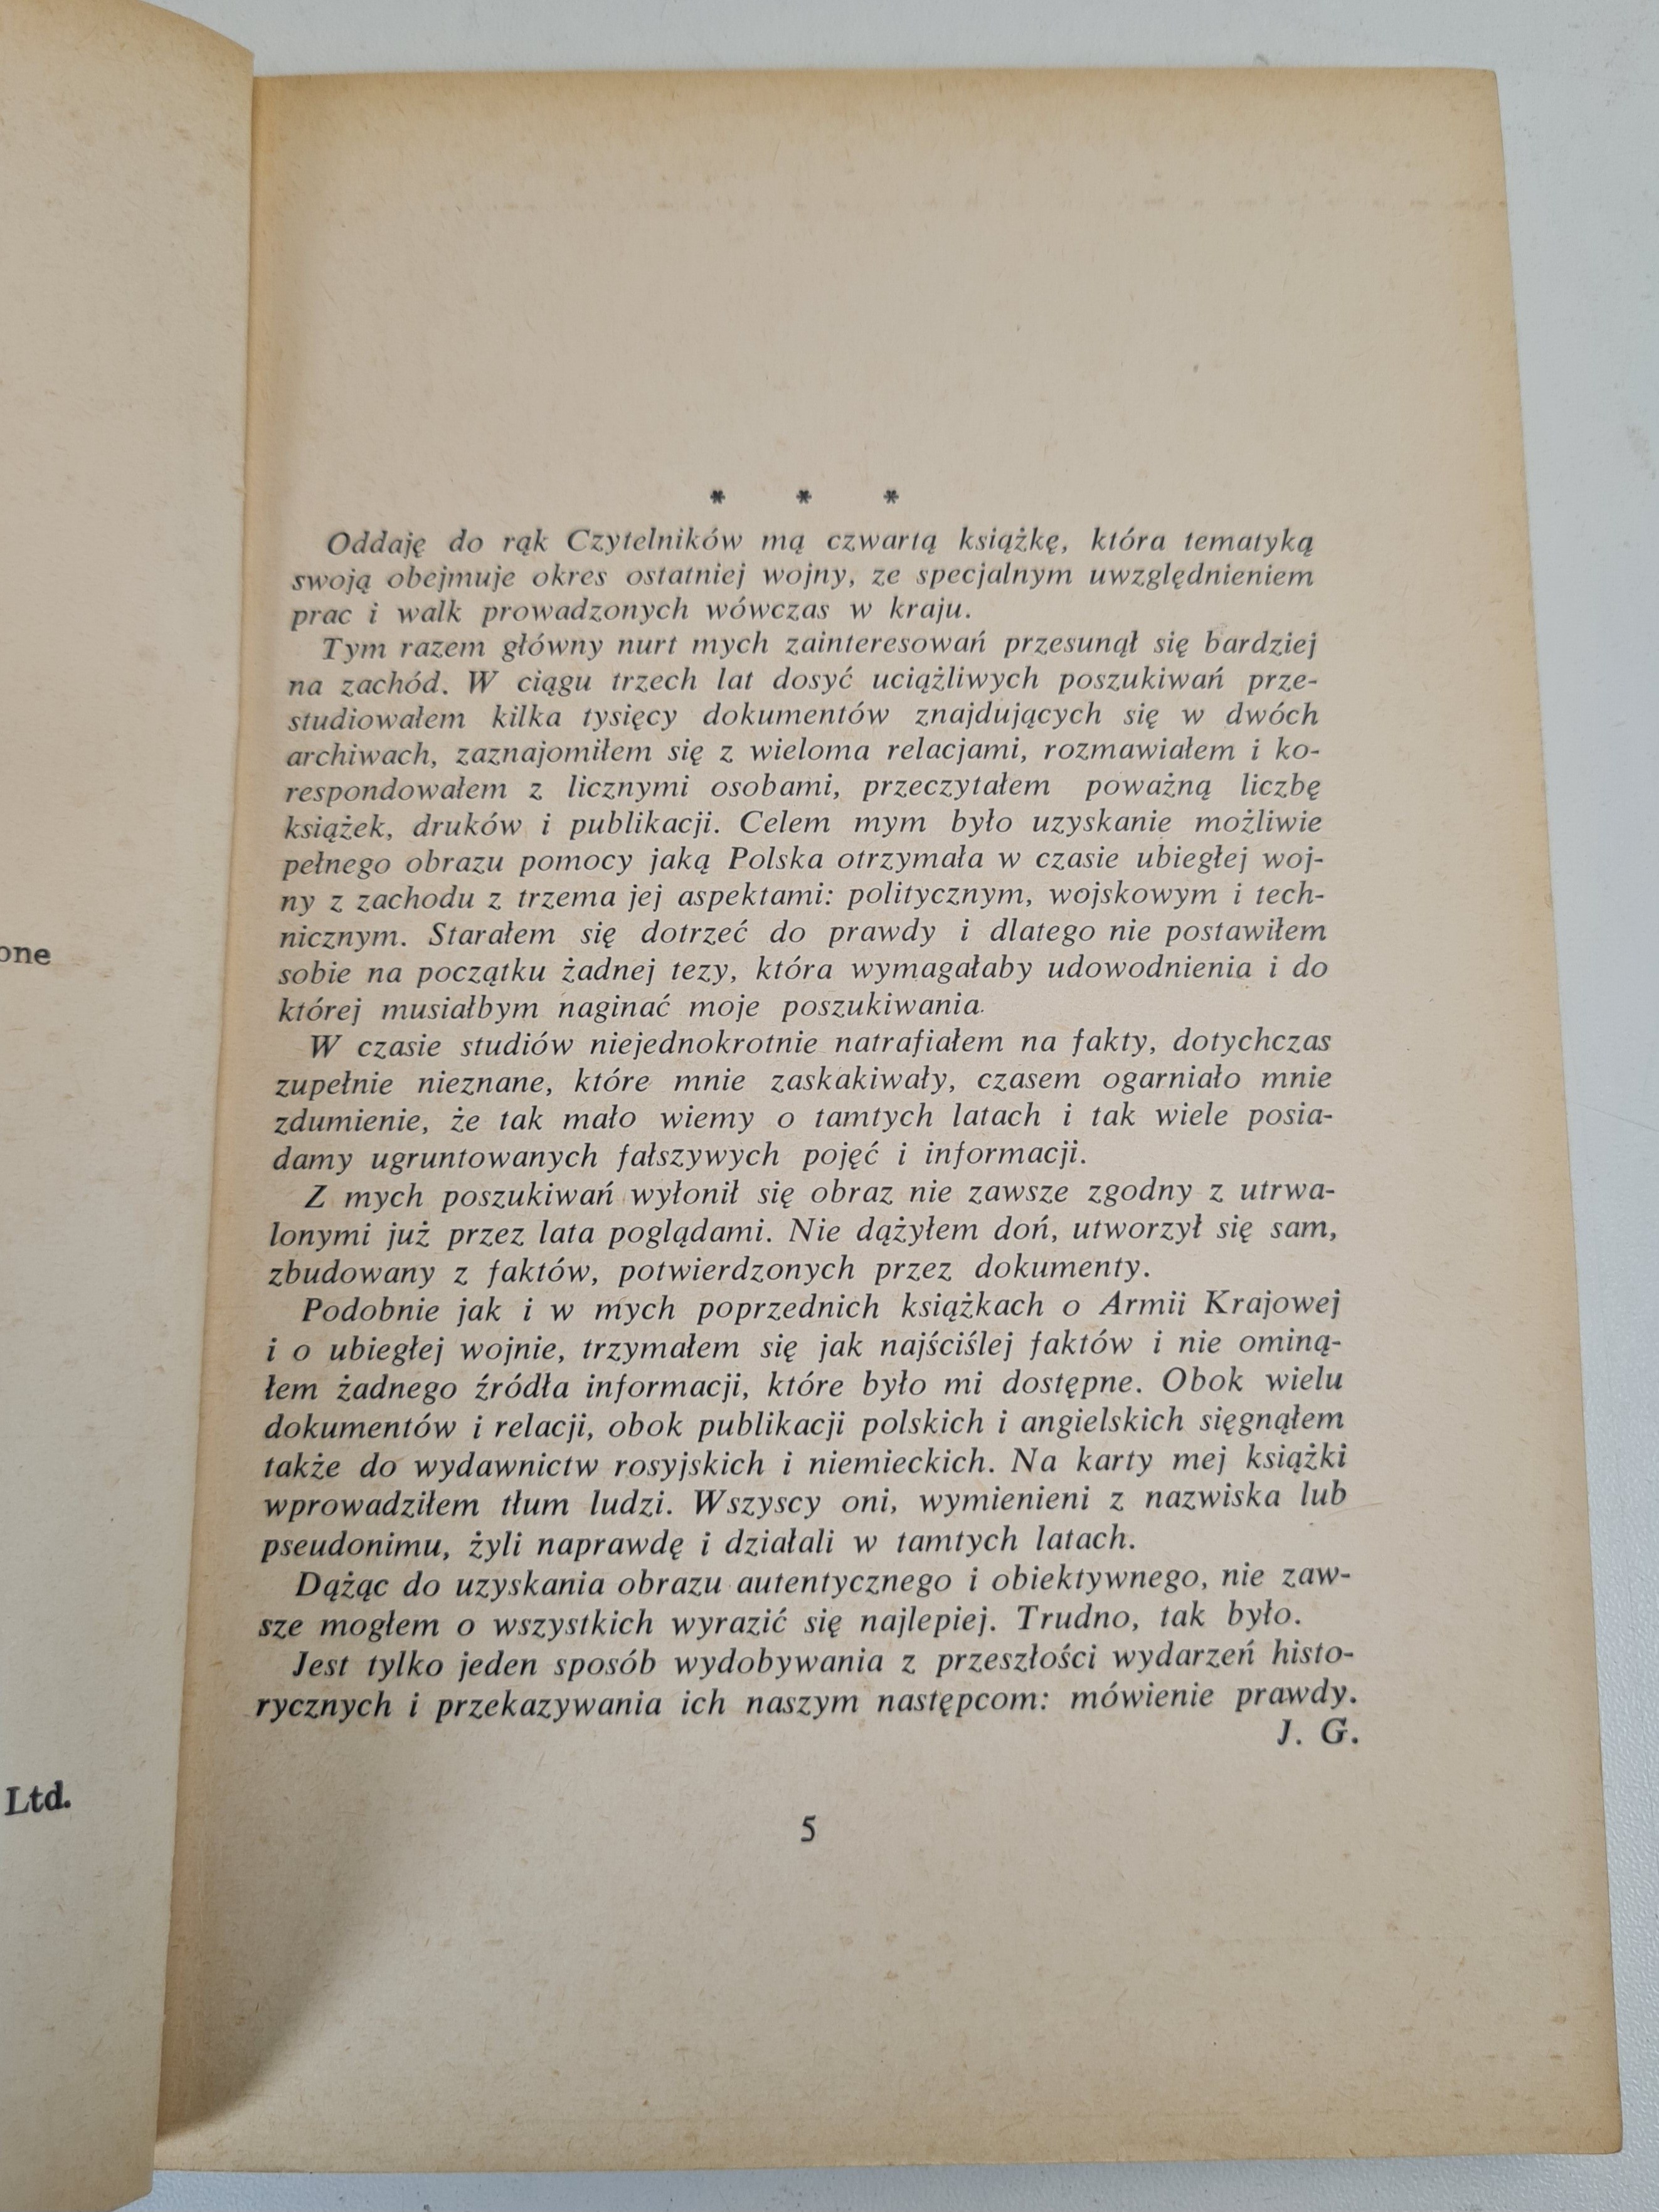 one
Ltd.
* * *
Oddaję do rąk Czytelników mą czwartą książkę, która tematyką
swoją obejmuje okres ostatniej wojny, ze specjalnym uwzględnieniem
prac i walk prowadzonych wówczas w kraju.
Tym razem główny nurt mych zainteresowań przesunął się bardziej
na zachód. W ciągu trzech lat dosyć uciążliwych poszukiwań prze-
studiowałem kilka tysięcy dokumentów znajdujących się w dwóch
archiwach, zaznajomiłem się z wieloma relacjami, rozmawiałem i ko-
respondowałem z licznymi osobami, przeczytałem poważną liczbę
książek, druków i publikacji. Celem mym było uzyskanie możliwie
pełnego obrazu pomocy jaką Polska otrzymała w czasie ubiegłej woj-
ny z zachodu z trzema jej aspektami: politycznym, wojskowym i tech-
nicznym. Starałem się dotrzeć do prawdy i dlatego nie postawiłem
sobie na początku żadnej tezy, która wymagałaby udowodnienia i do
której musiałbym naginać moje poszukiwania.
W czasie studiów niejednokrotnie natrafiałem na fakty, dotychczas
zupełnie nieznane, które mnie zaskakiwały, czasem ogarniało mnie
zdumienie, że tak mało wiemy o tamtych latach i tak wiele posia-
damy ugruntowanych fałszywych pojęć i informacji.
Z mych poszukiwań wyłonił się obraz nie zawsze zgodny z utrwa-
lonymi już przez lata poglądami. Nie dążyłem doń, utworzył się sam,
zbudowany z faktów, potwierdzonych przez dokumenty.
Podobnie jak i w mych poprzednich książkach o Armii Krajowej
i o ubiegłej wojnie, trzymałem się jak najściślej faktów i nie ominą-
łem żadnego źródła informacji, które było mi dostępne. Obok wielu
dokumentów i relacji, obok publikacji polskich i angielskich sięgnąłem
także do wydawnictw rosyjskich i niemieckich. Na karty mej książki
wprowadziłem tłum ludzi. Wszyscy oni, wymienieni z nazwiska lub
pseudonimu, żyli naprawdę i działali w tamtych latach.
Dążąc do uzyskania obrazu autentycznego i obiektywnego, nie zaw-
sze mogłem o wszystkich wyrazić się najlepiej. Trudno, tak było.
Jest tylko jeden sposób wydobywania z przeszłości wydarzeń histo-
rycznych i przekazywania ich naszym następcom: mówienie prawdy.
J. G.
5